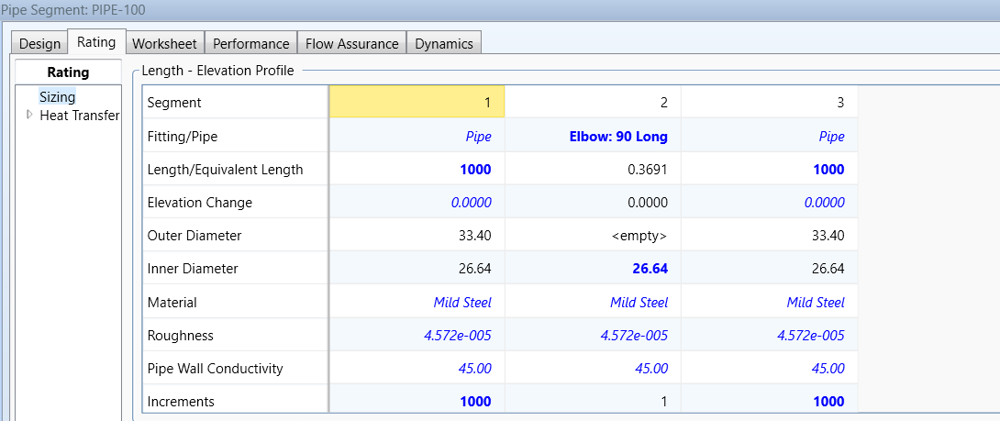 Pipe Segment: PIPE-100
Design Rating Worksheet Performance Flow Assurance Dynamics
Rating
Sizing
Heat Transfer
Length - Elevation Profile
Segment 1 2 3
Fitting/Pipe Pipe Elbow: 90 Long Pipe
Length/Equivalent Length 1000 0.3691 1000
Elevation Change 0.0000 0.0000 0.0000
Outer Diameter 33.40 <empty> 33.40
Inner Diameter 26.64 26.64 26.64
Material Mild Steel Mild Steel Mild Steel
Roughness 4.572e-005 4.572e-005 4.572e-005
Pipe Wall Conductivity 45.00 45.00 45.00
Increments 1000 1 1000